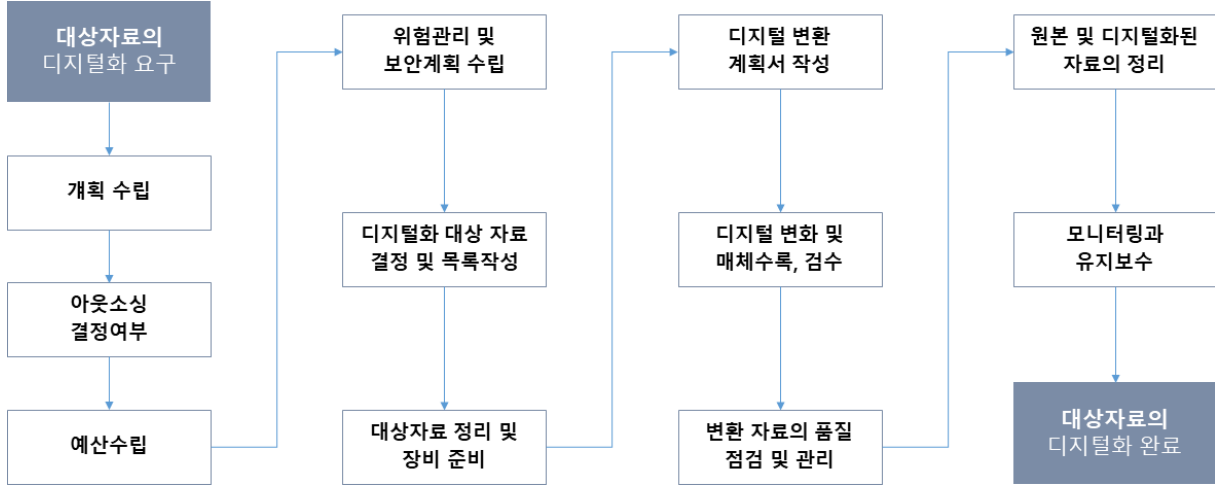 대상자료의
디지털화 요구
걔획 수립
아웃소싱
결정여부
예산수립
위험관리 및
보안계획 수립
디지털화 대상 자료
결정 및 목록작성
대상자료 정리 및
장비 준비
디지털 변환
계획서 작성
디지털 변화 및
매체수록, 검수
변환 자료의 품질
점검 및 관리
원본 및 디지털화된
자료의 정리
모니터링과
유지보수
대상자료의
디지털화 완료